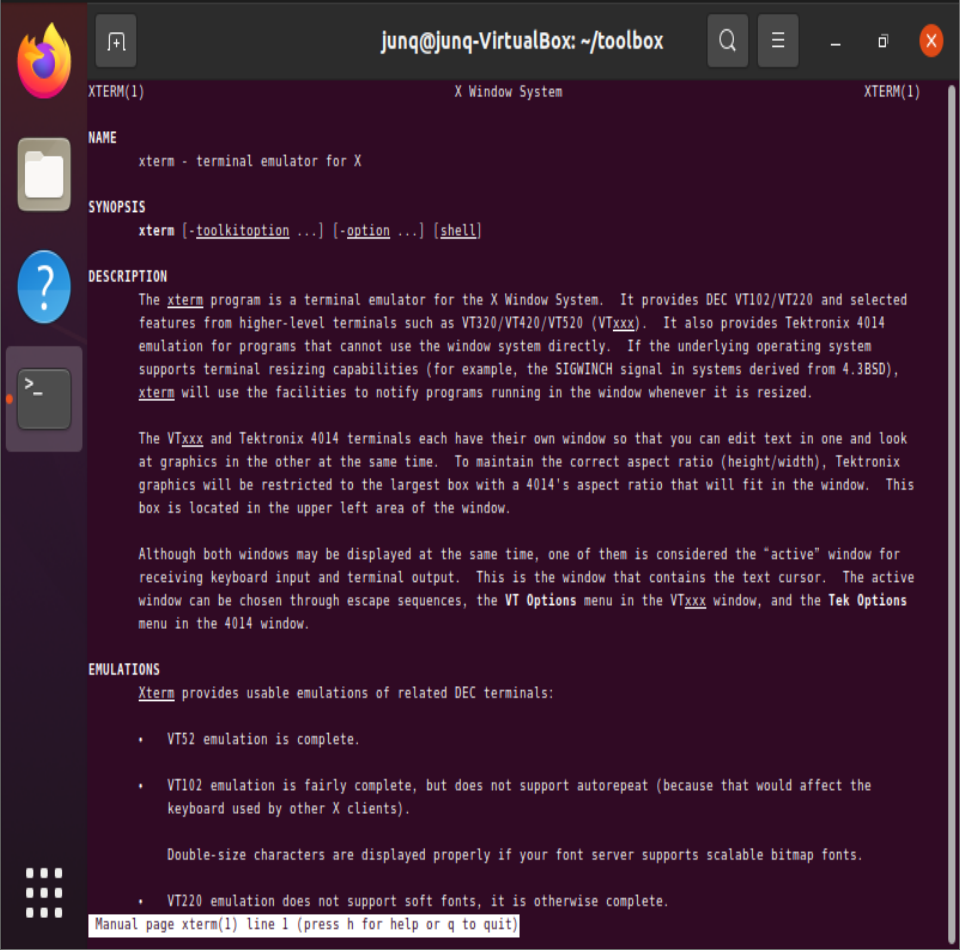 junq@junq-VirtualBox: ~/toolbox
XTERM(1) X Window System XTERM(1)
NAME
xterm - terminal emulator for X
SYNOPSIS
xterm [-toolkitoption ...] [-option ...] [shell]
DESCRIPTION
The xterm program is a terminal emulator for the X Window System. It provides DEC VT102/VT220 and selected
features from higher-level terminals such as VT320/VT420/VT520 (VTxxx). It also provides Tektronix 4014
emulation for programs that cannot use the window system directly. If the underlying operating system
supports terminal resizing capabilities (for example, the SIGWINCH signal in systems derived from 4.3BSD),
xterm will use the facilities to notify programs running in the window whenever it is resized.
The VTxxx and Tektronix 4014 terminals each have their own window so that you can edit text in one and look
at graphics in the other at the same time. To maintain the correct aspect ratio (height/width), Tektronix
graphics will be restricted to the largest box with a 4014's aspect ratio that will fit in the window. This
box is located in the upper left area of the window.
Although both windows may be displayed at the same time, one of them is considered the “active” window for
receiving keyboard input and terminal output. This is the window that contains the text cursor. The active
window can be chosen through escape sequences, the VT Options menu in the VTxxx window, and the Tek Options
menu in the 4014 window.
EMULATIONS
Xterm provides usable emulations of related DEC terminals:
• VT52 emulation is complete.
• VT102 emulation is fairly complete, but does not support autorepeat (because that would affect the
keyboard used by other X clients).
Double-size characters are displayed properly if your font server supports scalable bitmap fonts.
• VT220 emulation does not support soft fonts, it is otherwise complete.
Manual page xterm(1) line 1 (press h for help or q to quit)